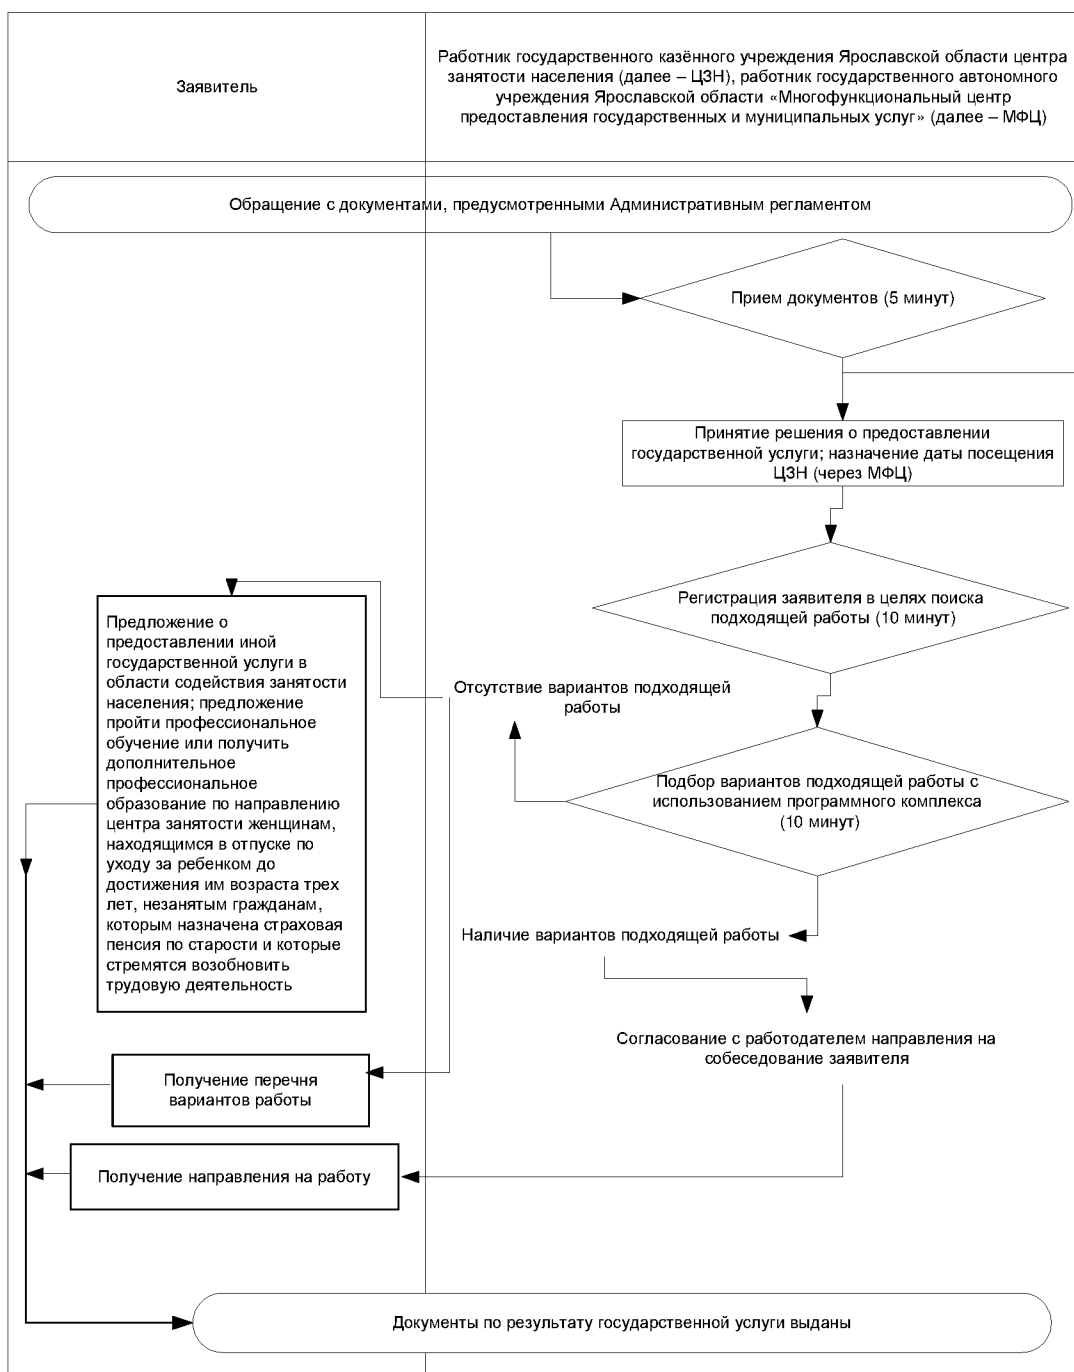 Заявитель
Работник государственного казённого учреждения Ярославской области центра
занятости населения (далее – ЦЗН), работник государственного автономного
учреждения Ярославской области «Многофункциональный центр
предоставления государственных и муниципальных услуг» (далее – МФЦ)
Обращение с документами, предусмотренными Административным регламентом
Прием документов (5 минут)
Принятие решения о предоставлении
государственной услуги; назначение даты посещения
ЦЗН (через МФЦ)
Регистрация заявителя в целях поиска
подходящей работы (10 минут)
Отсутствие вариантов подходящей
работы
Подбор вариантов подходящей работы с
использованием программного комплекса
(10 минут)
Предложение о
предоставлении иной
государственной услуги в
области содействия занятости
населения; предложение
пройти профессиональное
обучение или получить
дополнительное
профессиональное
образование по направлению
центра занятости женщинам,
находящимся в отпуске по
уходу за ребенком до
достижения им возраста трех
лет, незанятым гражданам,
которым назначена страховая
пенсия по старости и которые
стремятся возобновить
трудовую деятельность
Наличие вариантов подходящей работы
Согласование с работодателем направления на
собеседование заявителя
Получение перечня
вариантов работы
Получение направления на работу
Документы по результату государственной услуги выданы